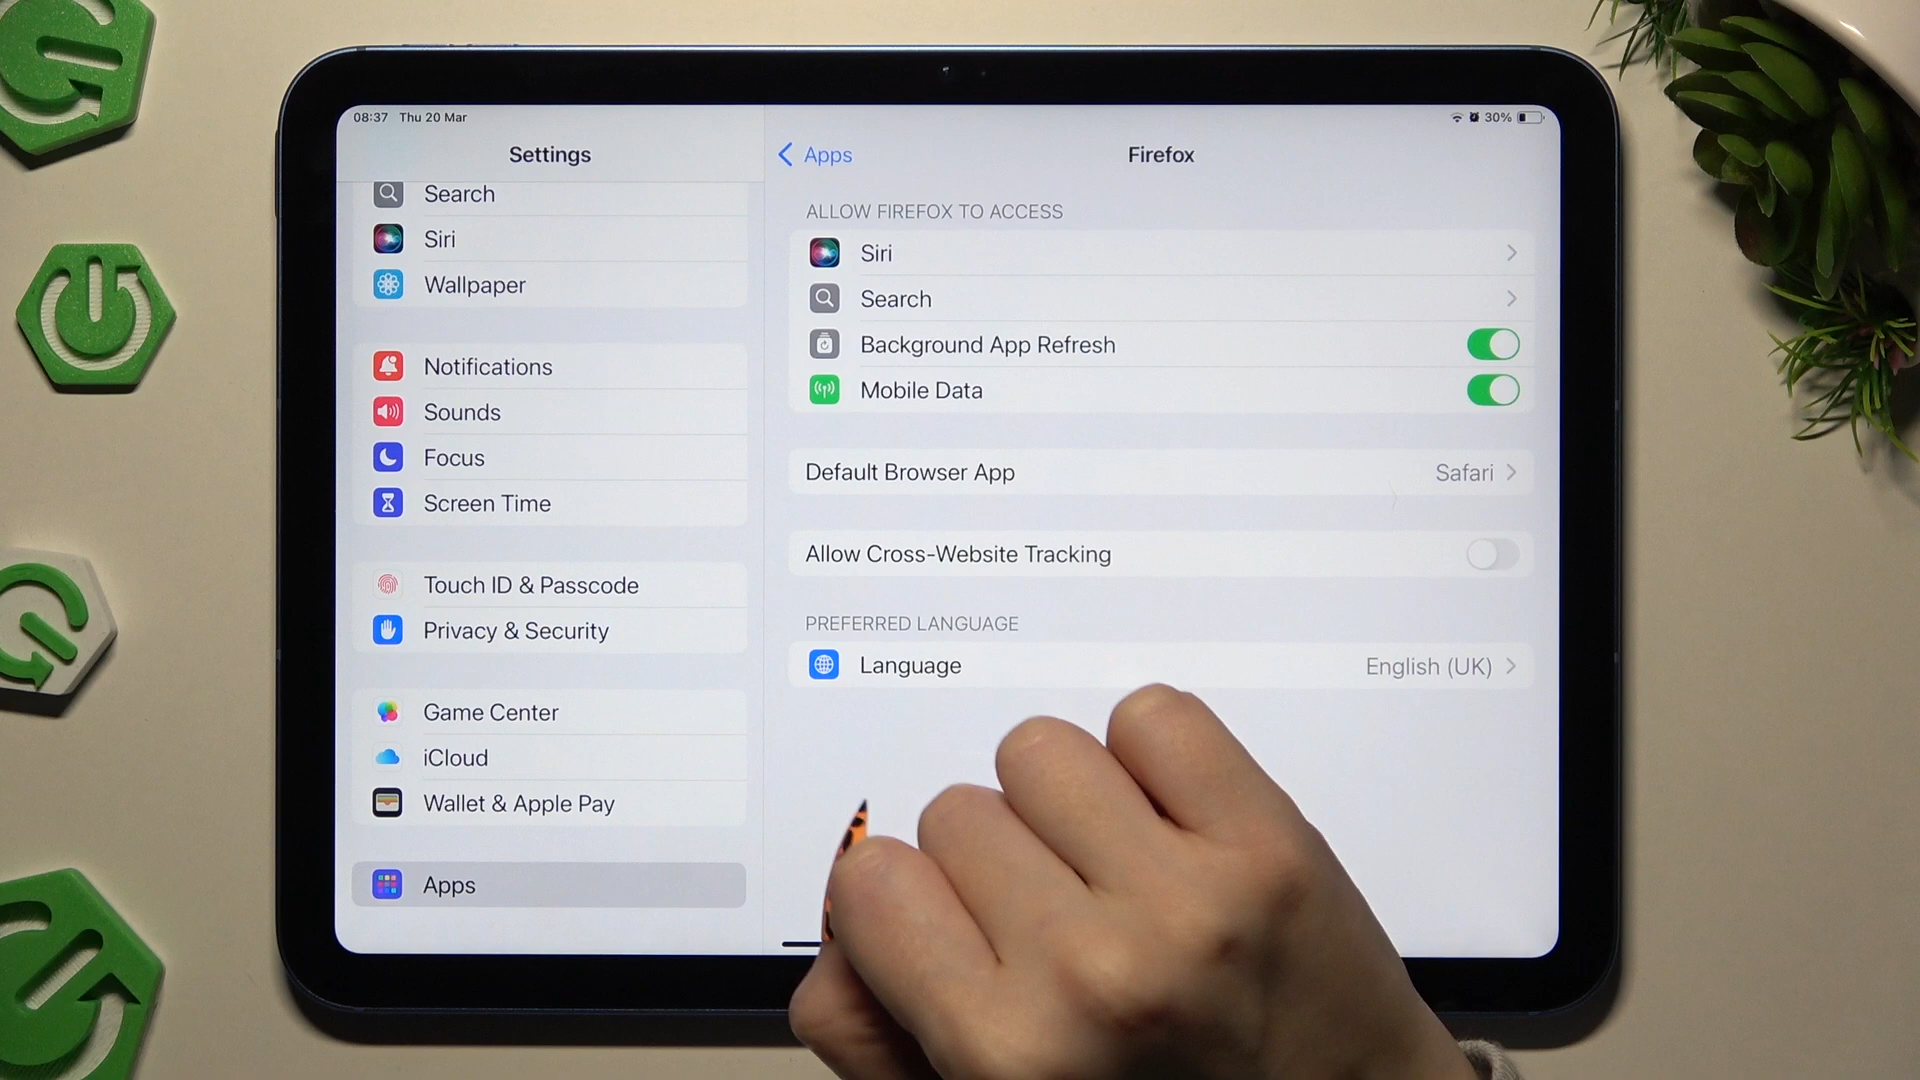 08:37 Thu 20 Mar
30%
Settings
Search
Siri
Wallpaper
Notifications
Sounds
Focus
Screen Time
Touch ID & Passcode
Privacy & Security
Game Center
iCloud
Wallet & Apple Pay
Apps
Apps
Firefox
ALLOW FIREFOX TO ACCESS
Siri
Search
Background App Refresh
Mobile Data
Default Browser App Safari
Allow Cross-Website Tracking
PREFERRED LANGUAGE
Language English (UK)